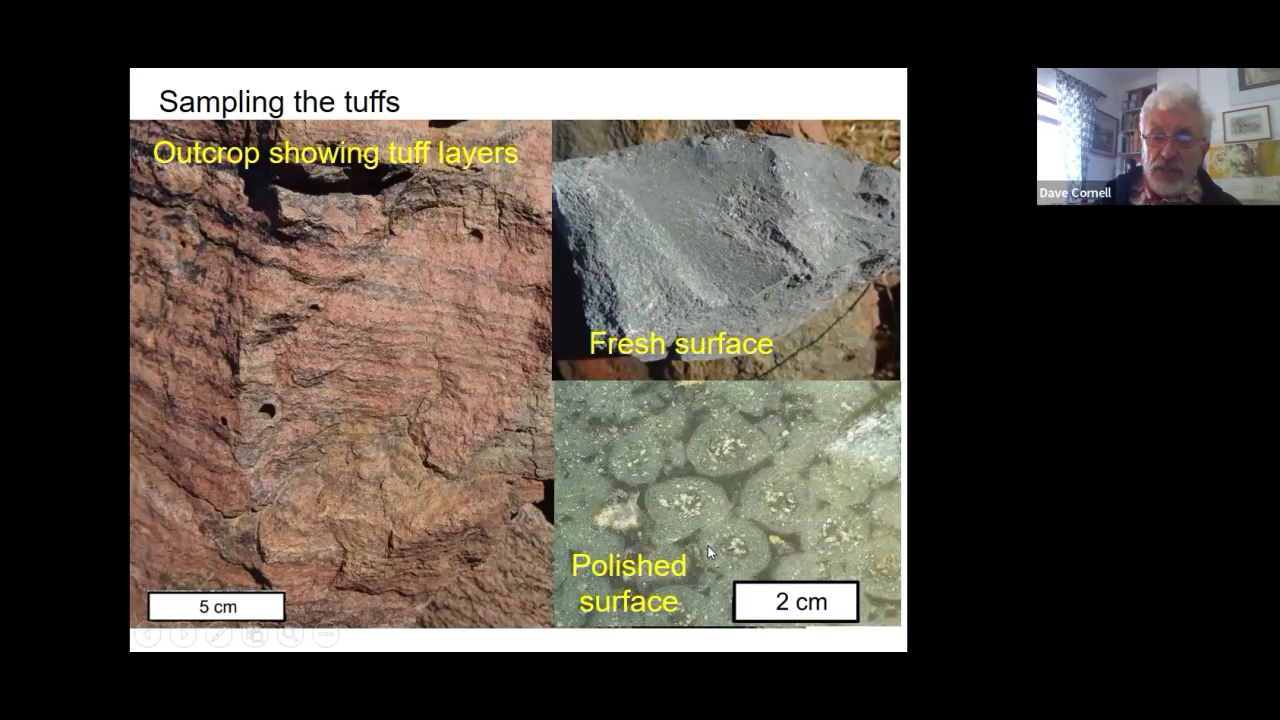 Sampling the tuffs
Outcrop showing tuff layers
Fresh surface
Polished
surface
5 cm
2 cm
Dave Cornell